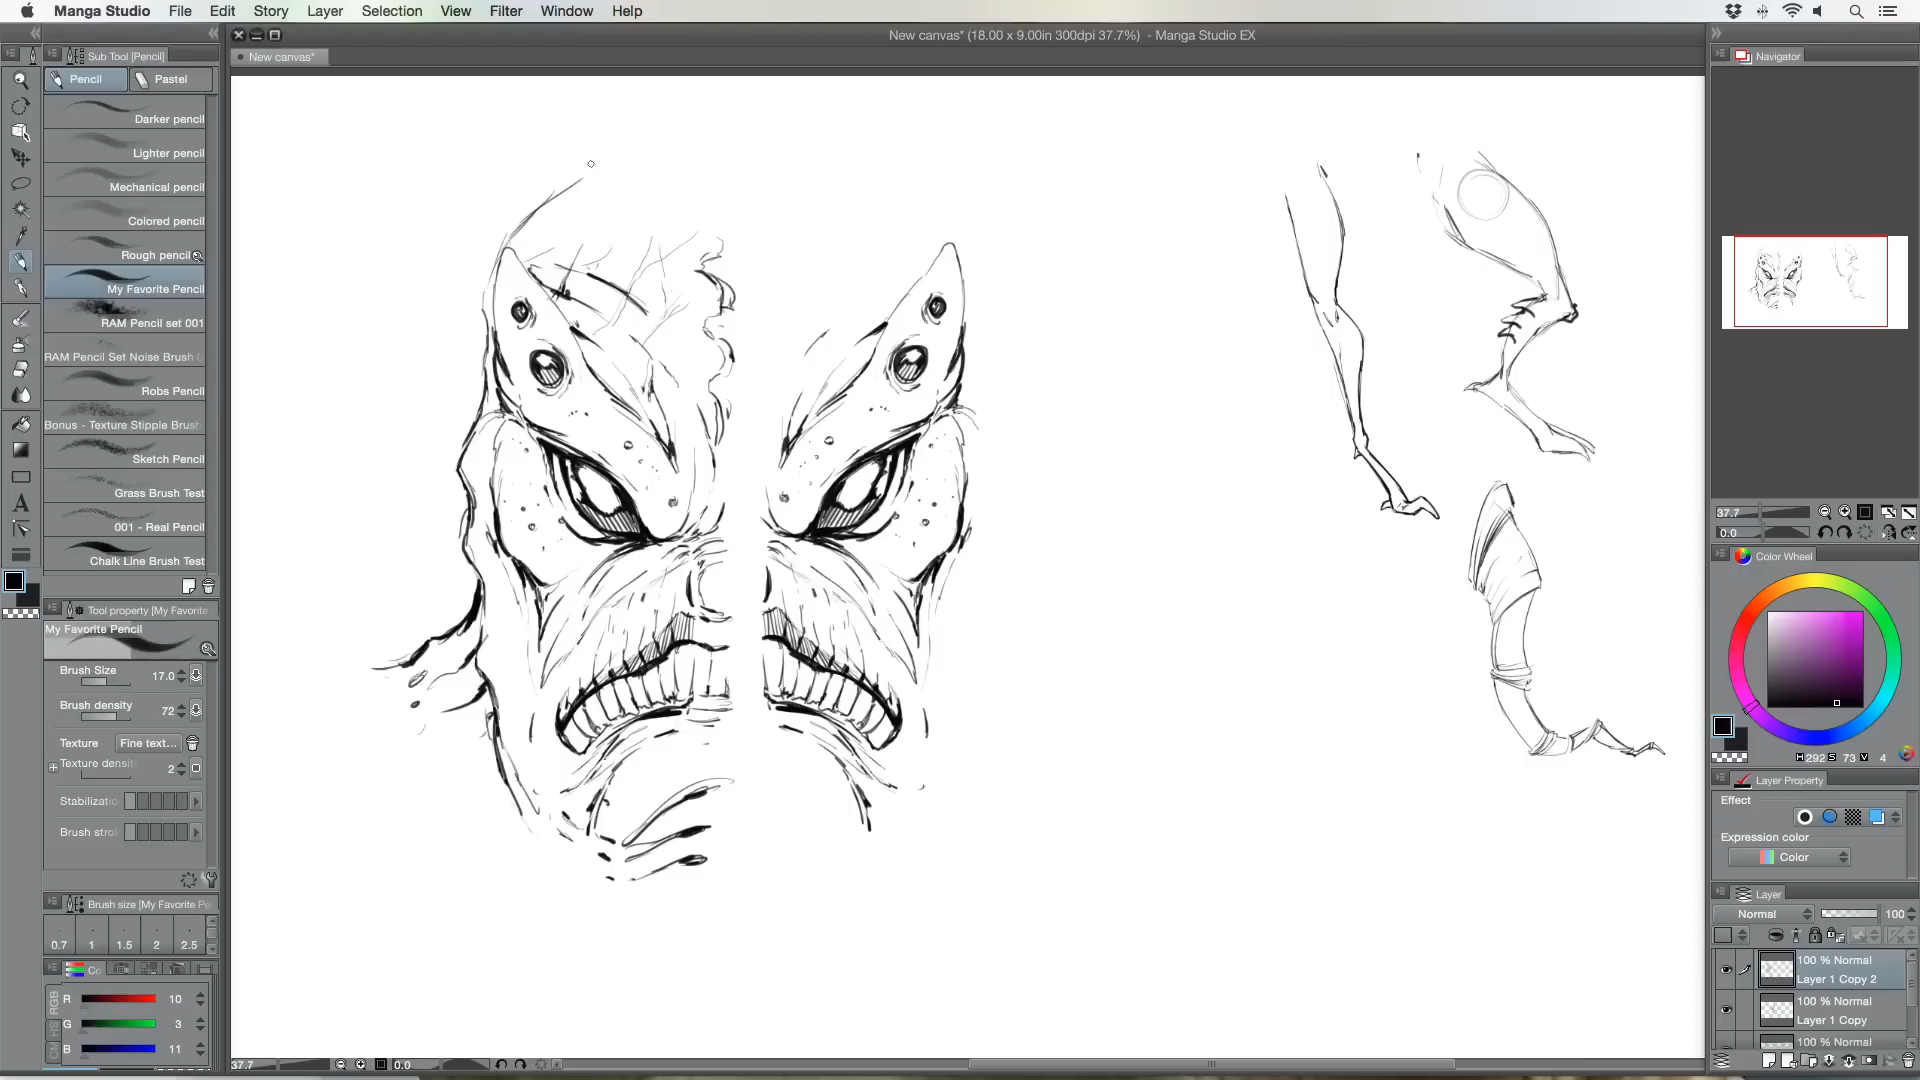 Manga Studio File Edit Story Layer Selection View Filter Window Help
New canvas* (18.00 x 9.00in 300dpi 37.7%) - Manga Studio EX
New canvas*
Sub Tool [Pencil]
Pencil Pastel
Darker pencil
Lighter pencil
Mechanical pencil
Colored pencil
Rough pencil
My Favorite Pencil
RAM Pencil set 001
RAM Pencil Set Noise Brush
Robs Pencil
Bonus - Texture Stipple Brush
Sketch Pencil
Grass Brush Test
001 - Real Pencil
Chalk Line Brush Test
Tool property [My Favorite
My Favorite Pencil
Brush Size 17.0
Brush density 72
Texture Fine text...
Texture densit 2
Stabilizatio
Brush strok
Brush size [My Favorite Pe
0.7 1 1.5 2 2.5
Co
RGB
R 10
G 3
B 11
37.7 0.0
Navigator
37.7
0.0
Color Wheel
H 292 S 73 V 4
Layer Property
Effect
Expression color
Color
Layer
Normal 100
100 % Normal
Layer 1 Copy 2
100 % Normal
Layer 1 Copy
100 % Normal